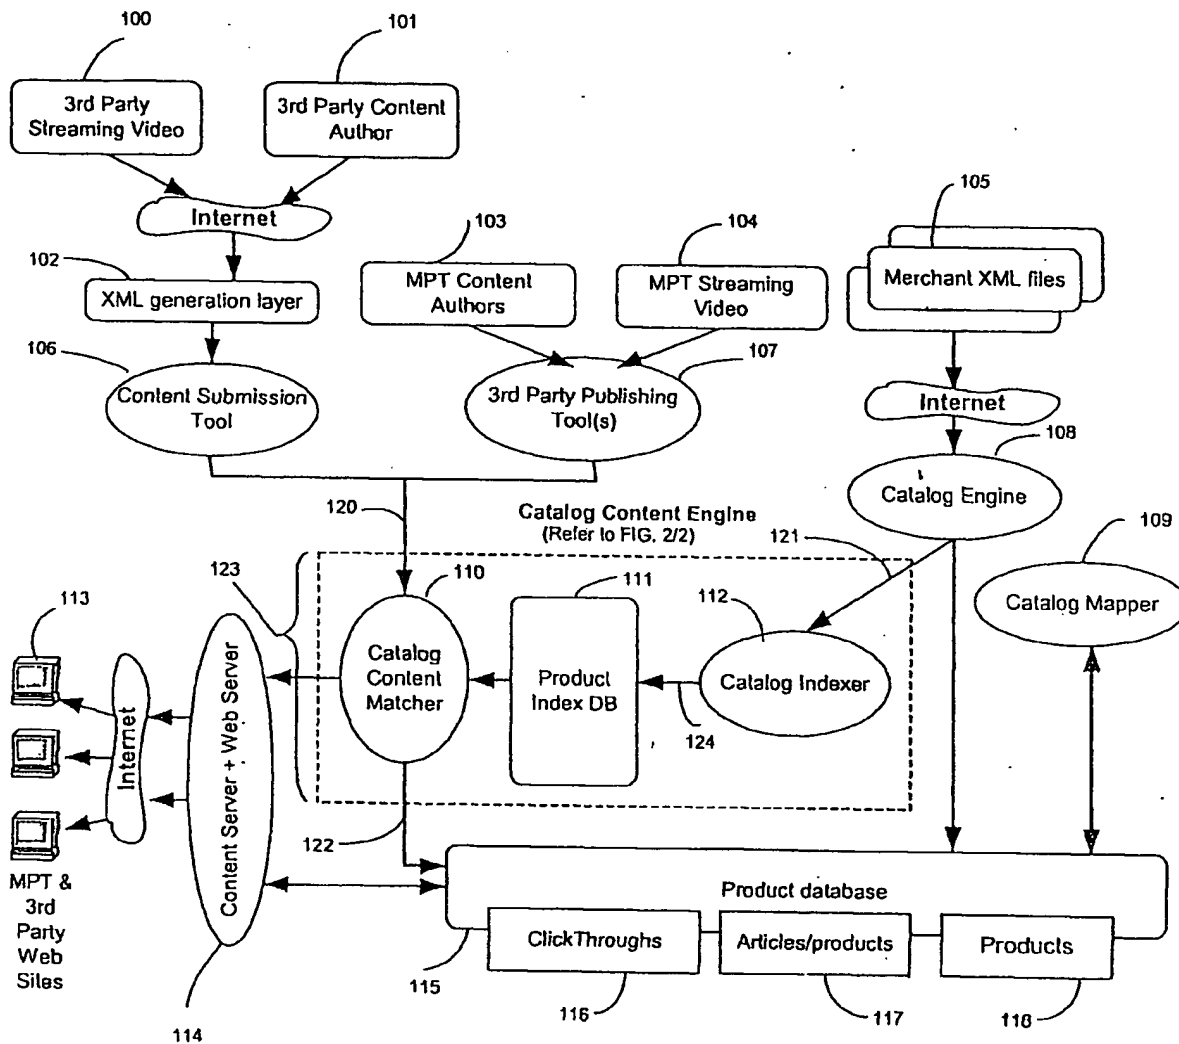 100
101
3rd Party
Streaming Video
3rd Party Content
Author
Internet
102
XML generation layer
103
104
MPT Content
Authors
MPT Streaming
Video
105
Merchant XML files
106
Content Submission
Tool
107
3rd Party Publishing
Tool(s)
Internet
108
Catalog Engine
120
Catalog Content Engine
(Refer to FIG. 2/2)
121
109
Catalog Mapper
123
110
111
112
113
Catalog
Content
Matcher
Product
Index DB
Catalog Indexer
124
Internet
Content Server + Web Server
122
MPT &
3rd
Party
Web
Siles
Product database
ClickThroughs
Articles/products
Products
115
116
117
118
114